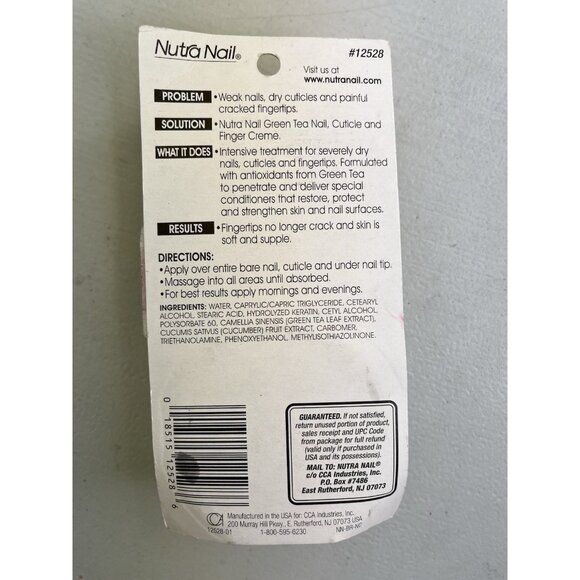 Nutra Nail®
#12528
Visit us at
www.nutranail.com
PROBLEM •Weak nails, dry cuticles and painful
cracked fingertips.
SOLUTION •Nutra Nail Green Tea Nail, Cuticle and
Finger Creme.
WHAT IT DOES •Intensive treatment for severely dry
nails, cuticles and fingertips. Formulated
with antioxidants from Green Tea
to penetrate and deliver special
conditioners that restore, protect
and strengthen skin and nail surfaces.
RESULTS •Fingertips no longer crack and skin is
soft and supple.
DIRECTIONS:
•Apply over entire bare nail, cuticle and under nail tip.
•Massage into all areas until absorbed.
•For best results apply mornings and evenings.
INGREDIENTS: WATER, CAPRYLIC/CAPRIC TRIGLYCERIDE, CETEARYL
ALCOHOL, STEARIC ACID, HYDROLYZED KERATIN, CETYL ALCOHOL,
POLYSORBATE 60, CAMELLIA SINENSIS (GREEN TEA LEAF EXTRACT),
CUCUMIS SATIVUS (CUCUMBER) FRUIT EXTRACT, CARBOMER,
TRIETHANOLAMINE, PHENOXYETHANOL, METHYLISOTHIAZOLINONE.
0 18515 12528 6
GUARANTEED. If not satisfied,
return unused portion of product,
sales receipt and UPC Code
from package for full refund
(valid only if purchased in
USA and its possessions).
MAIL TO: NUTRA NAIL®
c/o CCA Industries, Inc.
P.O. Box #7486
East Rutherford, NJ 07073
Manufactured in the USA for: CCA Industries, Inc.
200 Murray Hill Pkwy., E. Rutherford, NJ 07073 USA
12528-01 1-800-595-6230 NN-BR-NF